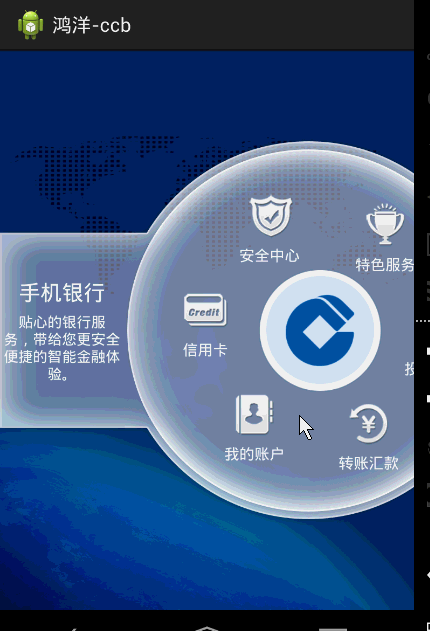 鸿洋-ccb
安全中心
特色服务
手机银行
贴心的银行服
务，带给您更安全
便捷的智能金融体
验。
Credit
信用卡
我的账户
转账汇款